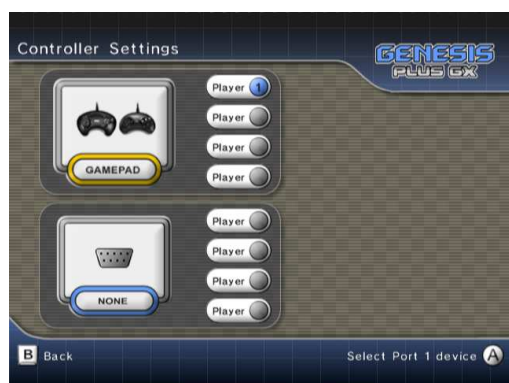 Controller Settings
GENESIS
PLUS GX
Player 1
Player
Player
Player
GAMEPAD
Player
Player
Player
Player
NONE
B Back
Select Port 1 device A